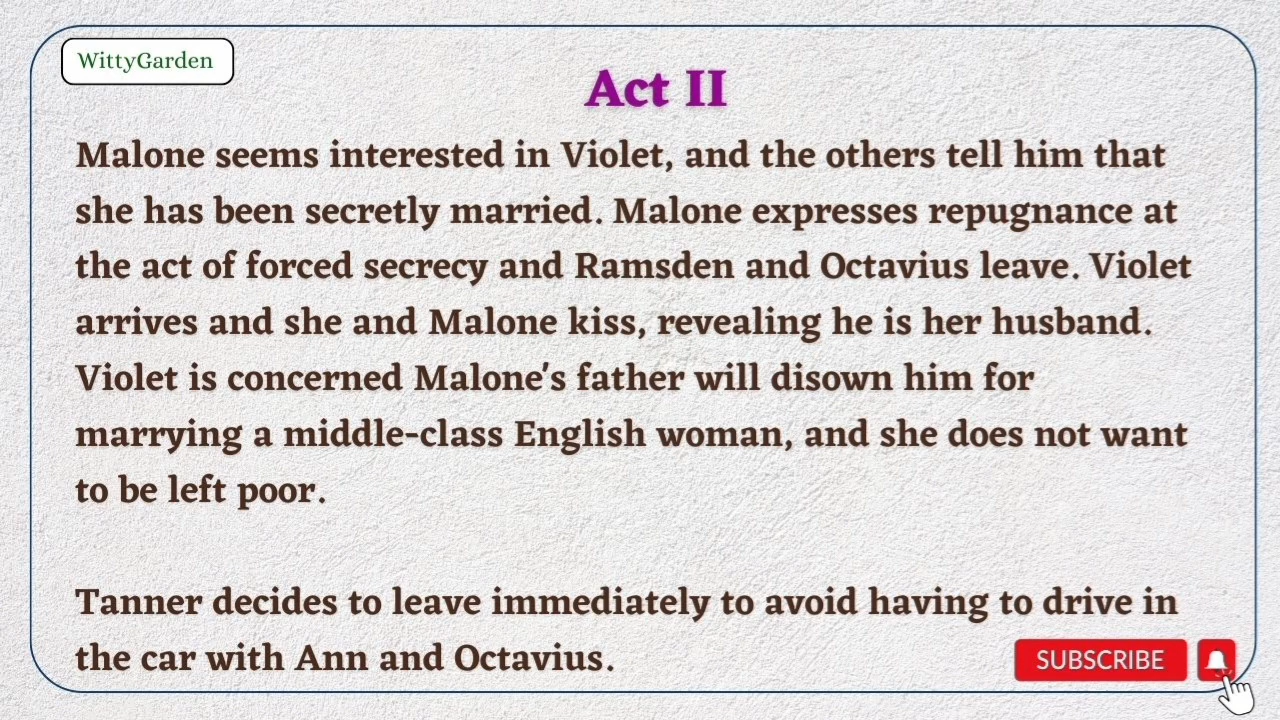 WittyGarden
Act II
Malone seems interested in Violet, and the others tell him that
she has been secretly married. Malone expresses repugnance at
the act of forced secrecy and Ramsden and Octavius leave. Violet
arrives and she and Malone kiss, revealing he is her husband.
Violet is concerned Malone's father will disown him for
marrying a middle-class English woman, and she does not want
to be left poor.
Tanner decides to leave immediately to avoid having to drive in
the car with Ann and Octavius.
SUBSCRIBE